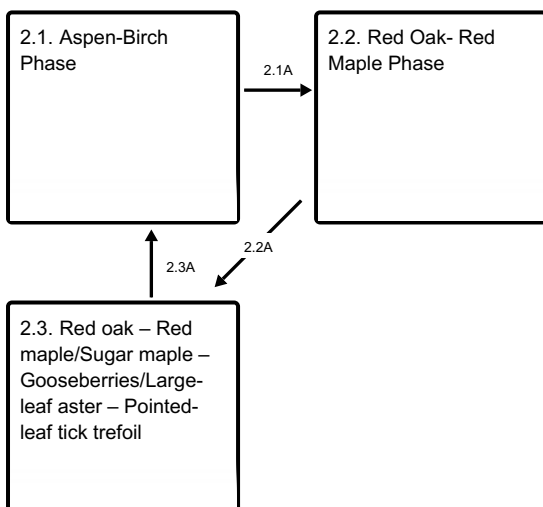 2.1. Aspen-Birch
Phase
2.1A
2.2. Red Oak- Red
Maple Phase
2.2A
2.3A
2.3. Red oak – Red
maple/Sugar maple –
Gooseberries/Large-
leaf aster – Pointed-
leaf tick trefoil